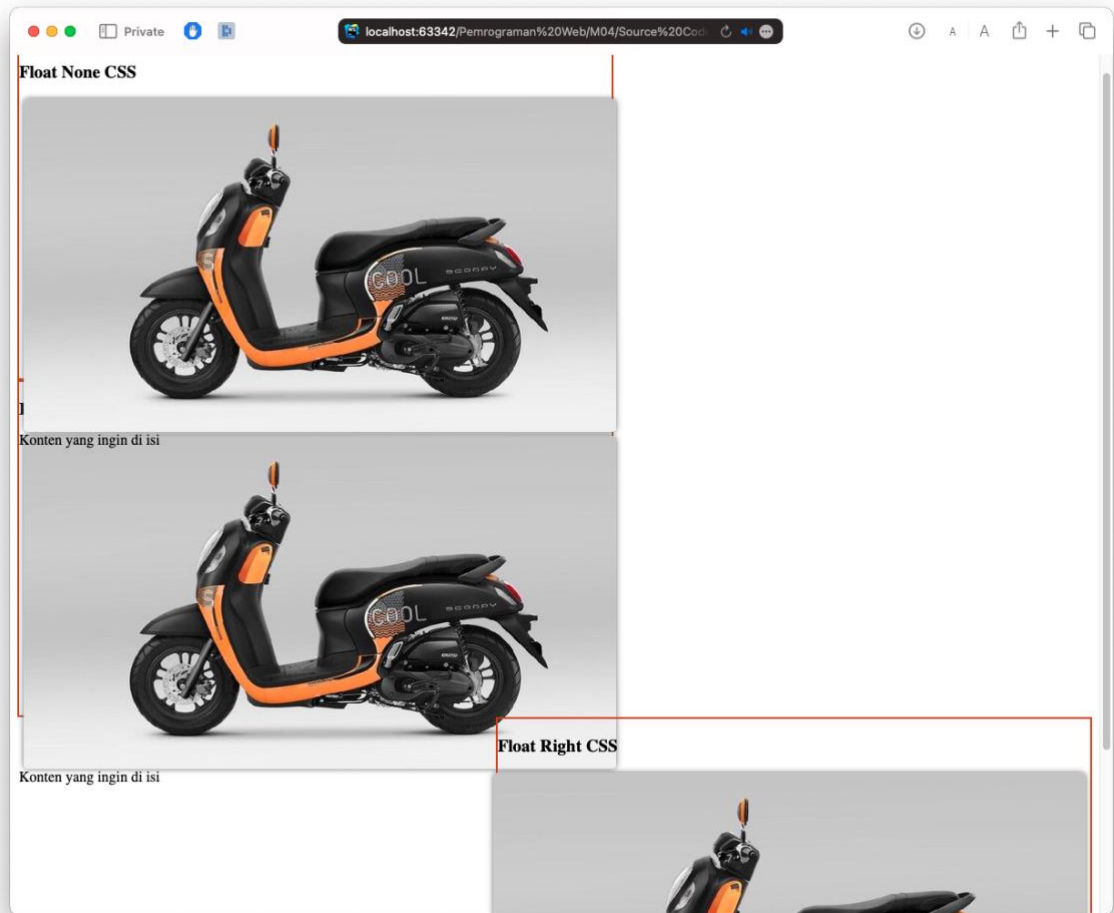 Private
localhost:63342/Pemrograman%20Web/M04/Source%20Cod
A A
Float None CSS
COOL scoopy
Konten yang ingin di isi
COOL scoopy
Float Right CSS
Konten yang ingin di isi